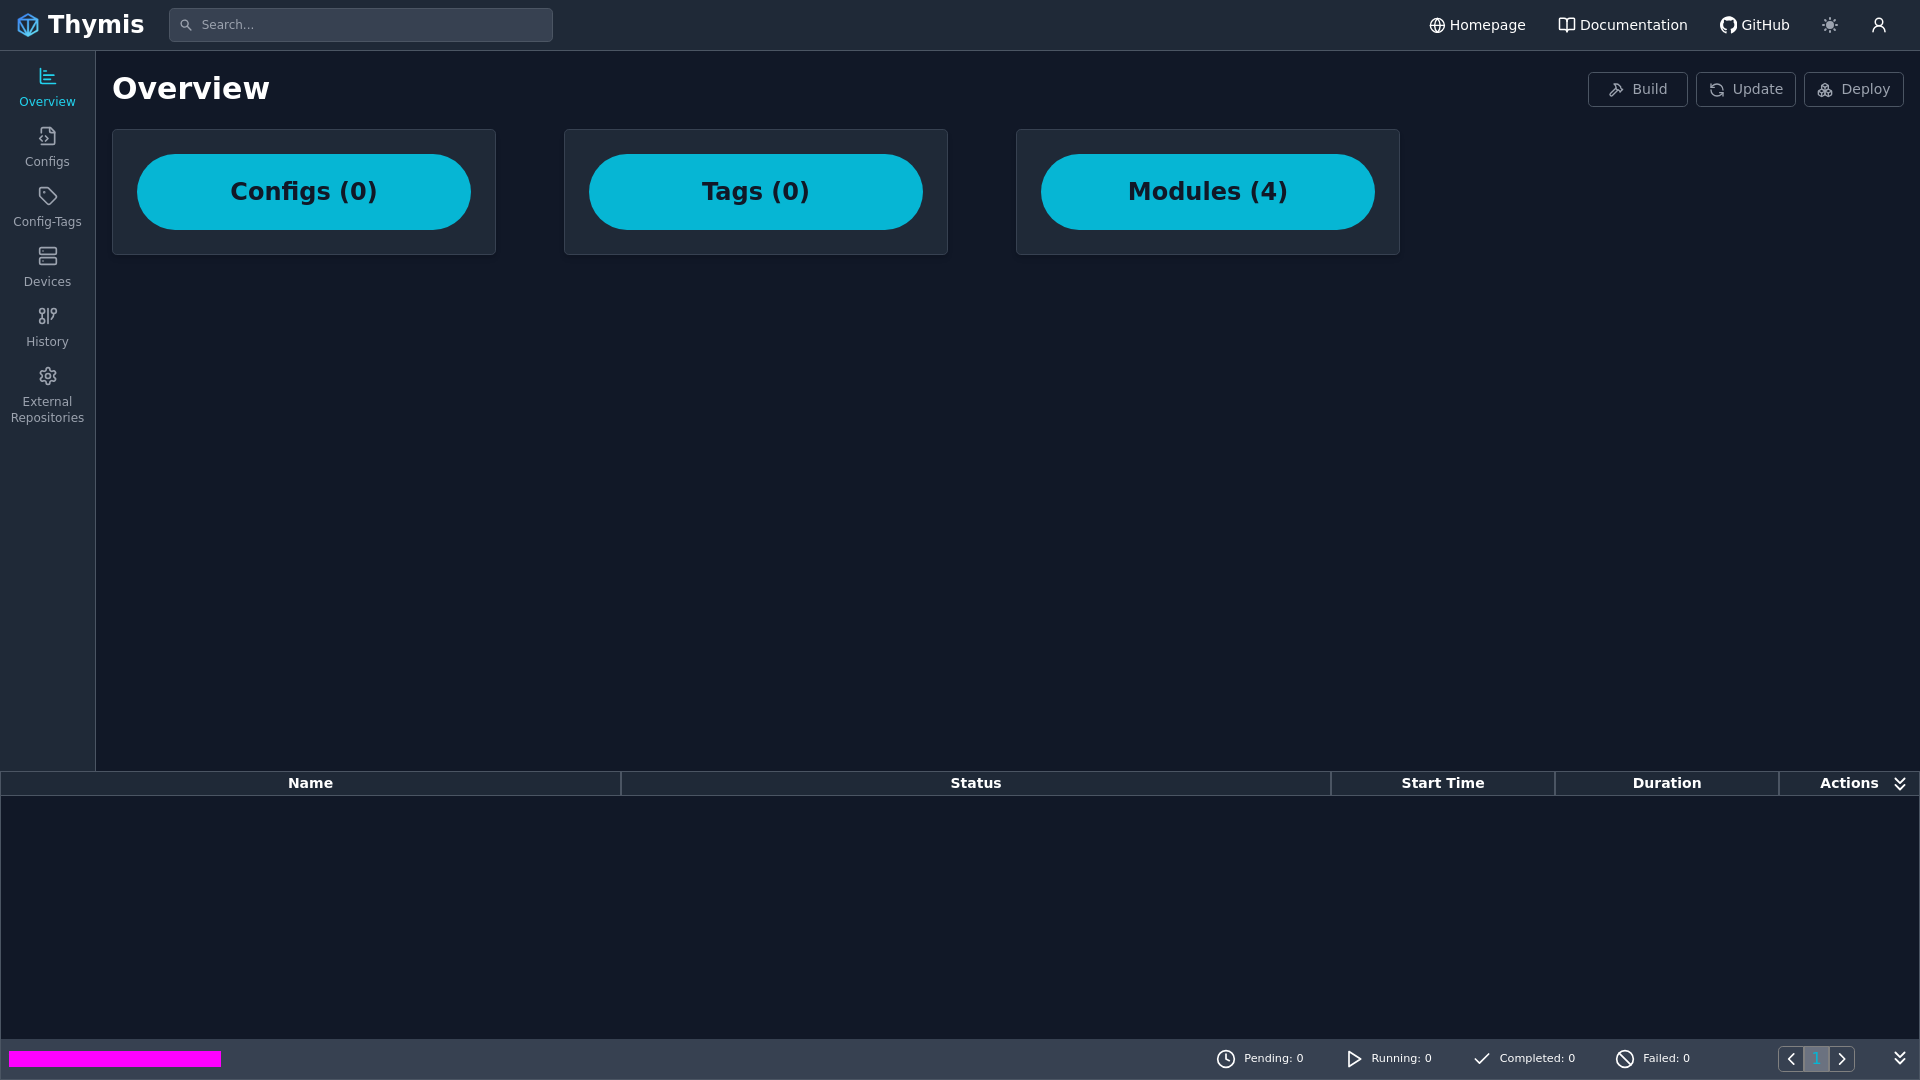 Thymis
Search...
Homepage
Documentation
GitHub
Overview
Configs
Config-Tags
Devices
History
External
Repositories
Overview
Build
Update
Deploy
Configs (0)
Tags (0)
Modules (4)
Name
Status
Start Time
Duration
Actions
Pending: 0
Running: 0
Completed: 0
Failed: 0
1